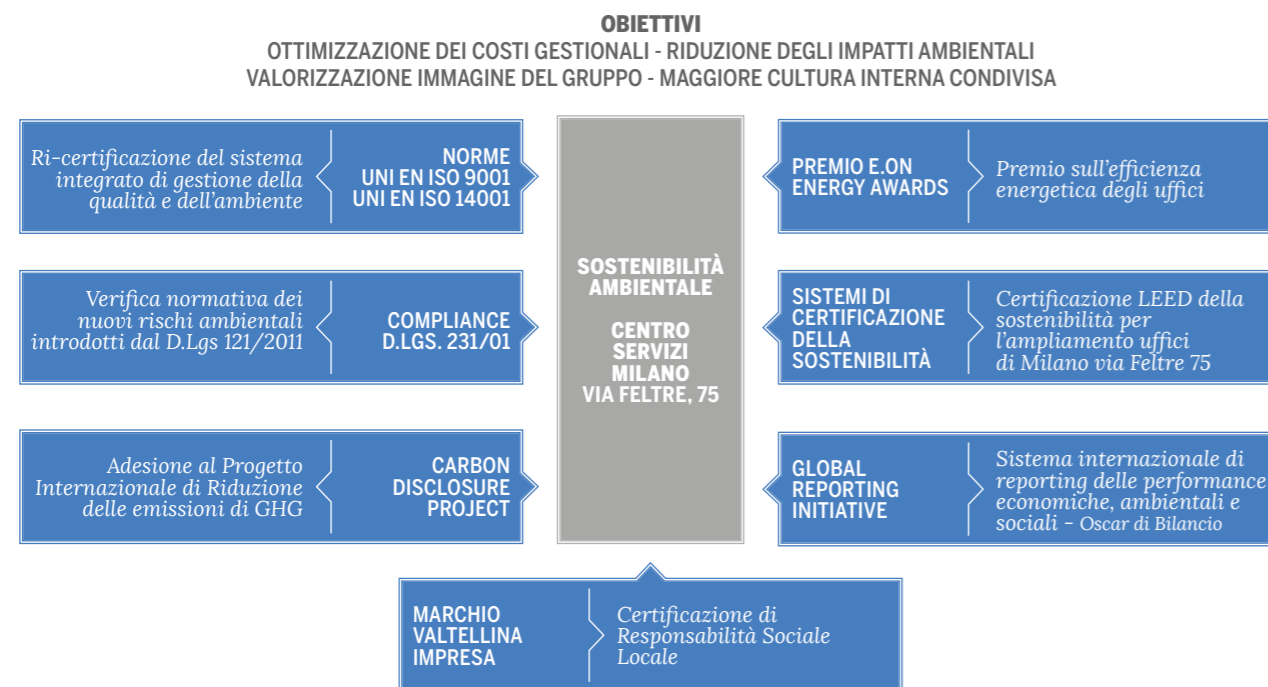 OBIETTIVI
OTTIMIZZAZIONE DEI COSTI GESTIONALI - RIDUZIONE DEGLI IMPATTI AMBIENTALI
VALORIZZAZIONE IMMAGINE DEL GRUPPO - MAGGIORE CULTURA INTERNA CONDIVISA
Ri-certificazione del sistema
integrato di gestione della
qualità e dell'ambiente
NORME
UNI EN ISO 9001
UNI EN ISO 14001
Verifica normativa dei
nuovi rischi ambientali
introdotti dal D.Lgs 121/2011
COMPLIANCE
D.LGS. 231/01
Adesione al Progetto
Internazionale di Riduzione
delle emissioni di GHG
CARBON
DISCLOSURE
PROJECT
SOSTENIBILITÀ
AMBIENTALE
CENTRO
SERVIZI
MILANO
VIA FELTRE, 75
PREMIO E.ON
ENERGY AWARDS
Premio sull'efficienza
energetica degli uffici
SISTEMI DI
CERTIFICAZIONE
DELLA
SOSTENIBILITÀ
Certificazione LEED della
sostenibilità per
l'ampliamento uffici
di Milano via Feltre 75
GLOBAL
REPORTING
INITIATIVE
Sistema internazionale di
reporting delle performance
economiche, ambientali e
sociali - Oscar di Bilancio
MARCHIO
VALTELLINA
IMPRESA
Certificazione di
Responsabilità Sociale
Locale